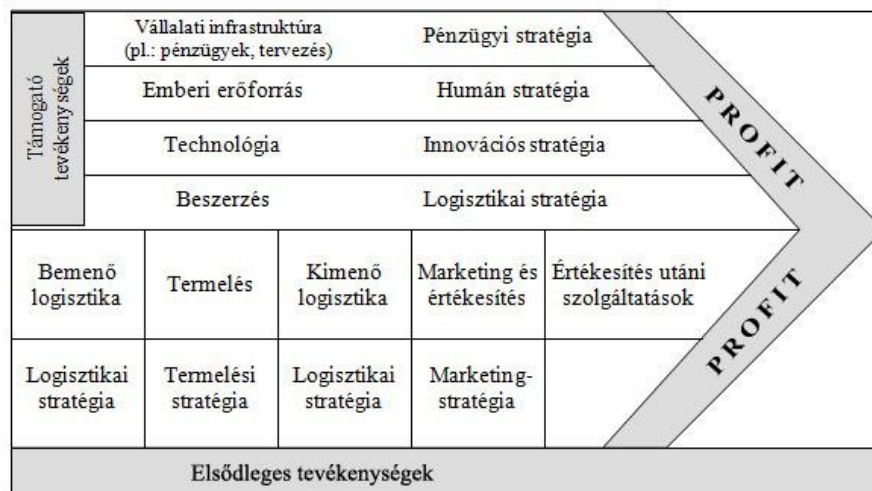 Támogató
tevékenységek
Vállalati infrastruktúra
(pl.: pénzügyek, tervezés)
Pénzügyi stratégia
Emberi erőforrás
Humán stratégia
Technológia
Innovációs stratégia
Beszerzés
Logisztikai stratégia
PROFIT
Bemenő
logisztika
Termelés
Kimenő
logisztika
Marketing és
értékesítés
Értékesítés utáni
szolgáltatások
PROFIT
Logisztikai
stratégia
Termelési
stratégia
Logisztikai
stratégia
Marketing-
stratégia
Elsődleges tevékenységek